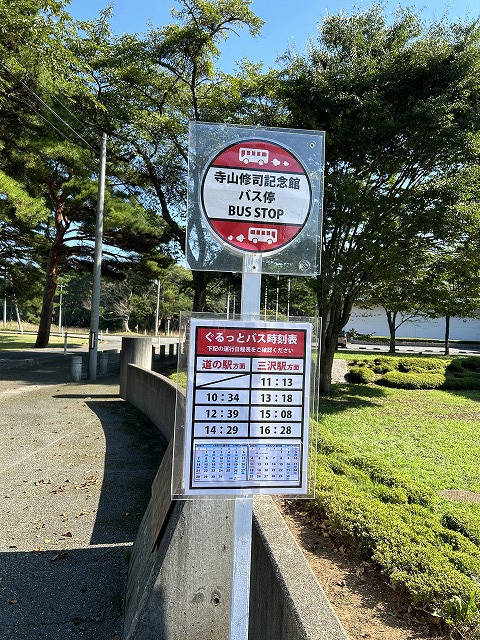 寺山修司記念館
バス停
BUS STOP
ぐるっとバス時刻表
下記の運行日程表をご確認ください
道の駅方面 三沢駅方面
11：13
10：34 13：18
12：39 15：08
14：29 16：28